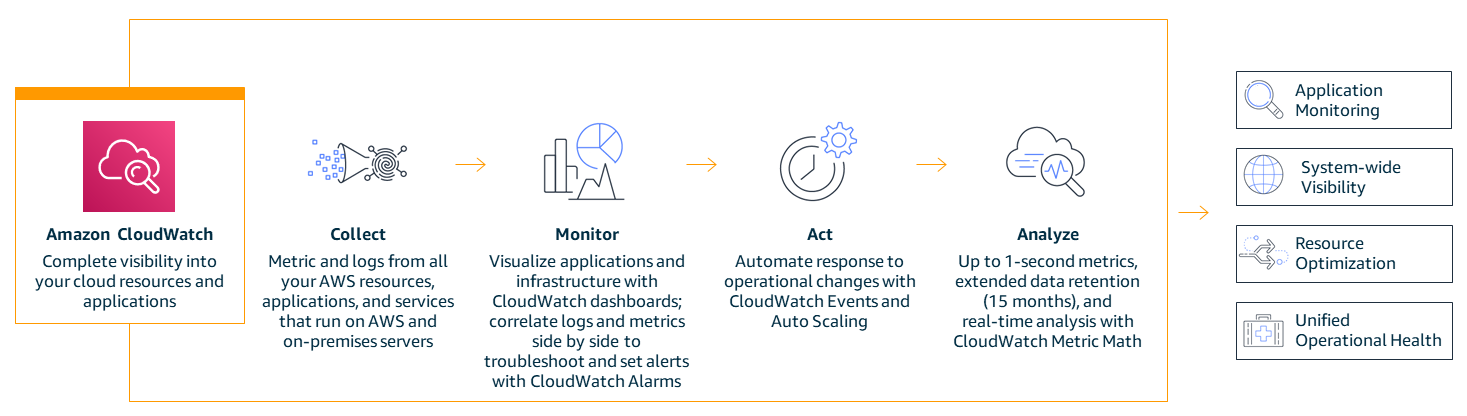 Amazon CloudWatch
Complete visibility into
your cloud resources and
applications
Collect
Metric and logs from all
your AWS resources,
applications, and services
that run on AWS and
on-premises servers
Monitor
Visualize applications and
infrastructure with
CloudWatch dashboards;
correlate logs and metrics
side by side to
troubleshoot and set alerts
with CloudWatch Alarms
Act
Automate response to
operational changes with
CloudWatch Events and
Auto Scaling
Analyze
Up to 1-second metrics,
extended data retention
(15 months), and
real-time analysis with
CloudWatch Metric Math
Application
Monitoring
System-wide
Visibility
Resource
Optimization
Unified
Operational Health